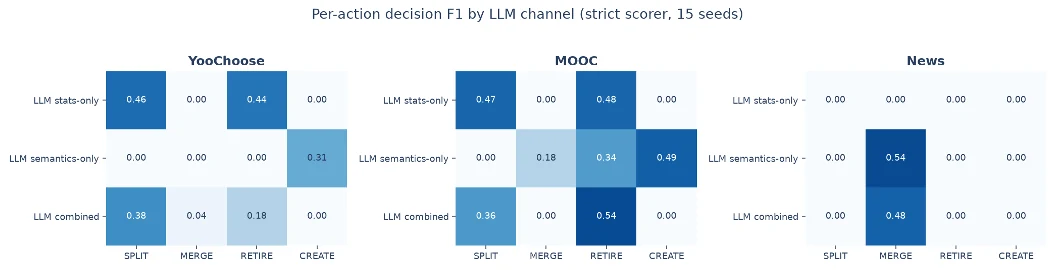 Per-action decision F1 by LLM channel (strict scorer, 15 seeds)
YooChoose
LLM stats-only 0.46 0.00 0.44 0.00
LLM semantics-only 0.00 0.00 0.00 0.31
LLM combined 0.38 0.04 0.18 0.00
SPLIT MERGE RETIRE CREATE
MOOC
LLM stats-only 0.47 0.00 0.48 0.00
LLM semantics-only 0.00 0.18 0.34 0.49
LLM combined 0.36 0.00 0.54 0.00
SPLIT MERGE RETIRE CREATE
News
LLM stats-only 0.00 0.00 0.00 0.00
LLM semantics-only 0.00 0.54 0.00 0.00
LLM combined 0.00 0.48 0.00 0.00
SPLIT MERGE RETIRE CREATE